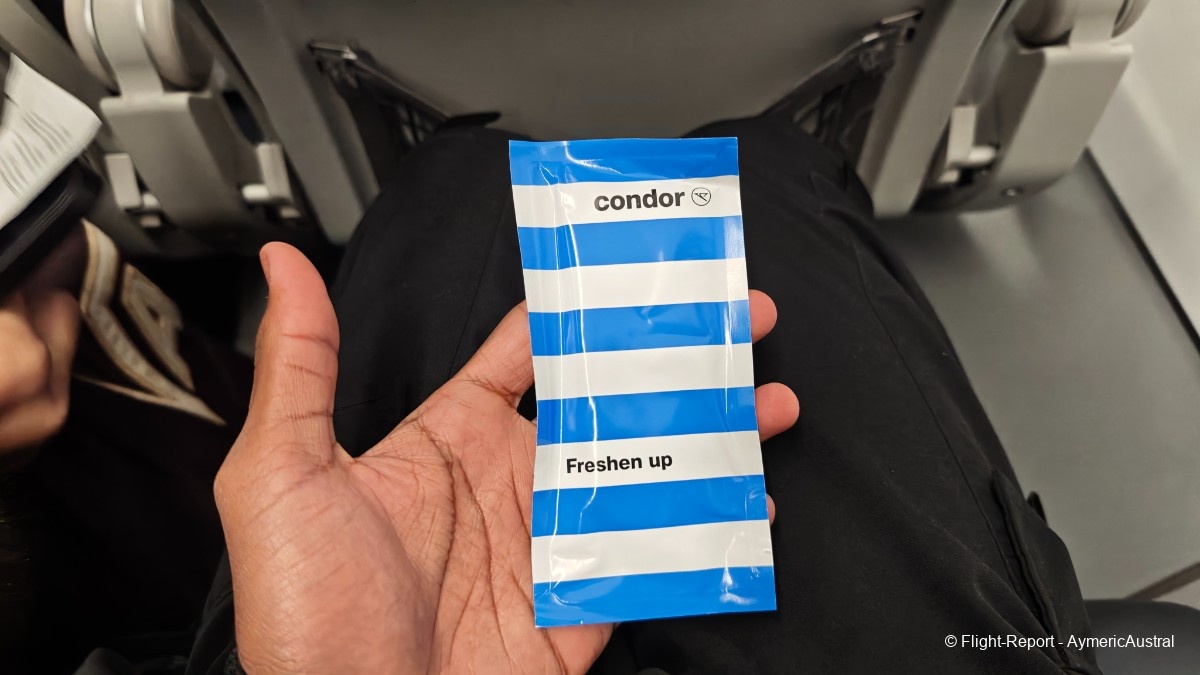 condor
Freshen up
© Flight-Report - AymericAustral